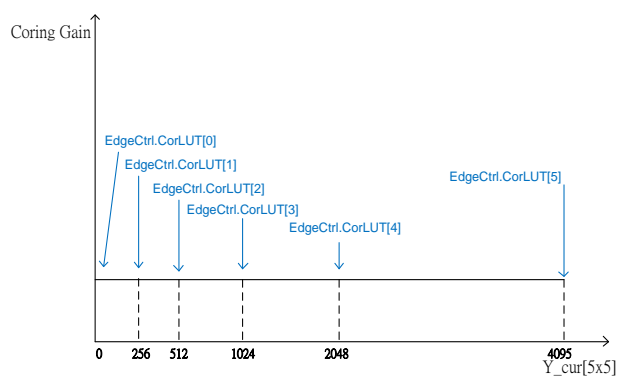 Coring Gain
EdgeCtrl.CorLUT[0]
EdgeCtrl.CorLUT[1]
EdgeCtrl.CorLUT[2]
EdgeCtrl.CorLUT[3]
EdgeCtrl.CorLUT[4]
EdgeCtrl.CorLUT[5]
0 256 512 1024 2048 4095
Y_cur[5x5]